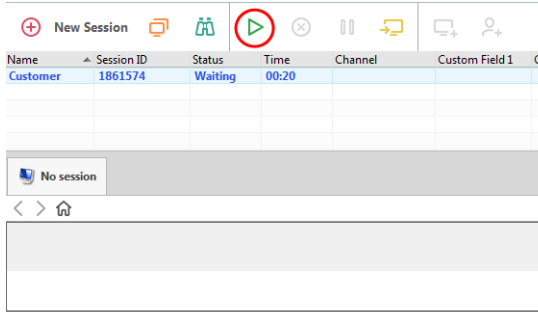 New Session
Name Session ID Status Time Channel Custom Field 1
Customer 1861574 Waiting 00:20
No session